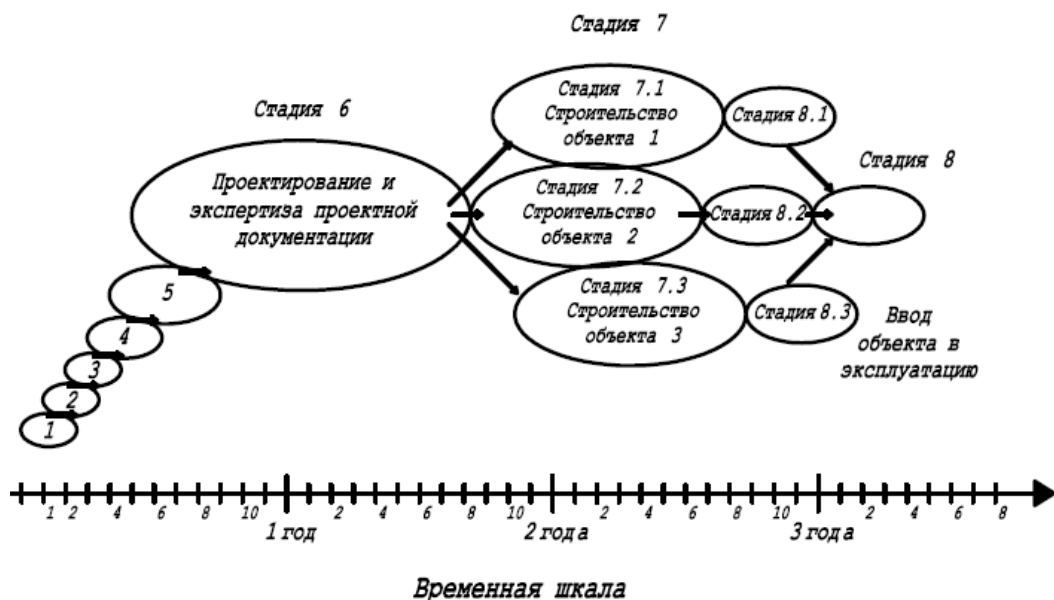 Стадия 7
Стадия 6
Стадия 7.1
Строительство
объекта 1
Стадия 8.1
Проектирование и
экспертиза проектной
документации
Стадия 7.2
Строительство
объекта 2
Стадия 8.2
Стадия 8
Стадия 7.3
Строительство
объекта 3
Стадия 8.3
Ввод
объекта в
эксплуатацию
5
4
3
2
1
1 2 4 6 8 10 2 4 6 8 10 2 4 6 8 10 2 4 6 8
1 год 2 года 3 года
Временная шкала